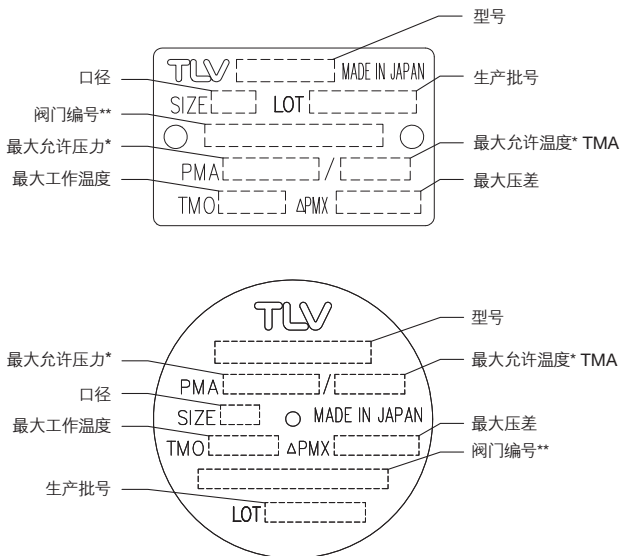 型号
TLV MADE IN JAPAN
口径 SIZE LOT 生产批号
阀门编号**
最大允许压力* PMA / 最大允许温度* TMA
最大工作温度 TMO ΔPMX 最大压差
TLV
型号
最大允许压力* PMA / 最大允许温度* TMA
口径 SIZE MADE IN JAPAN
最大工作温度 TMO ΔPMX 最大压差
阀门编号**
生产批号 LOT